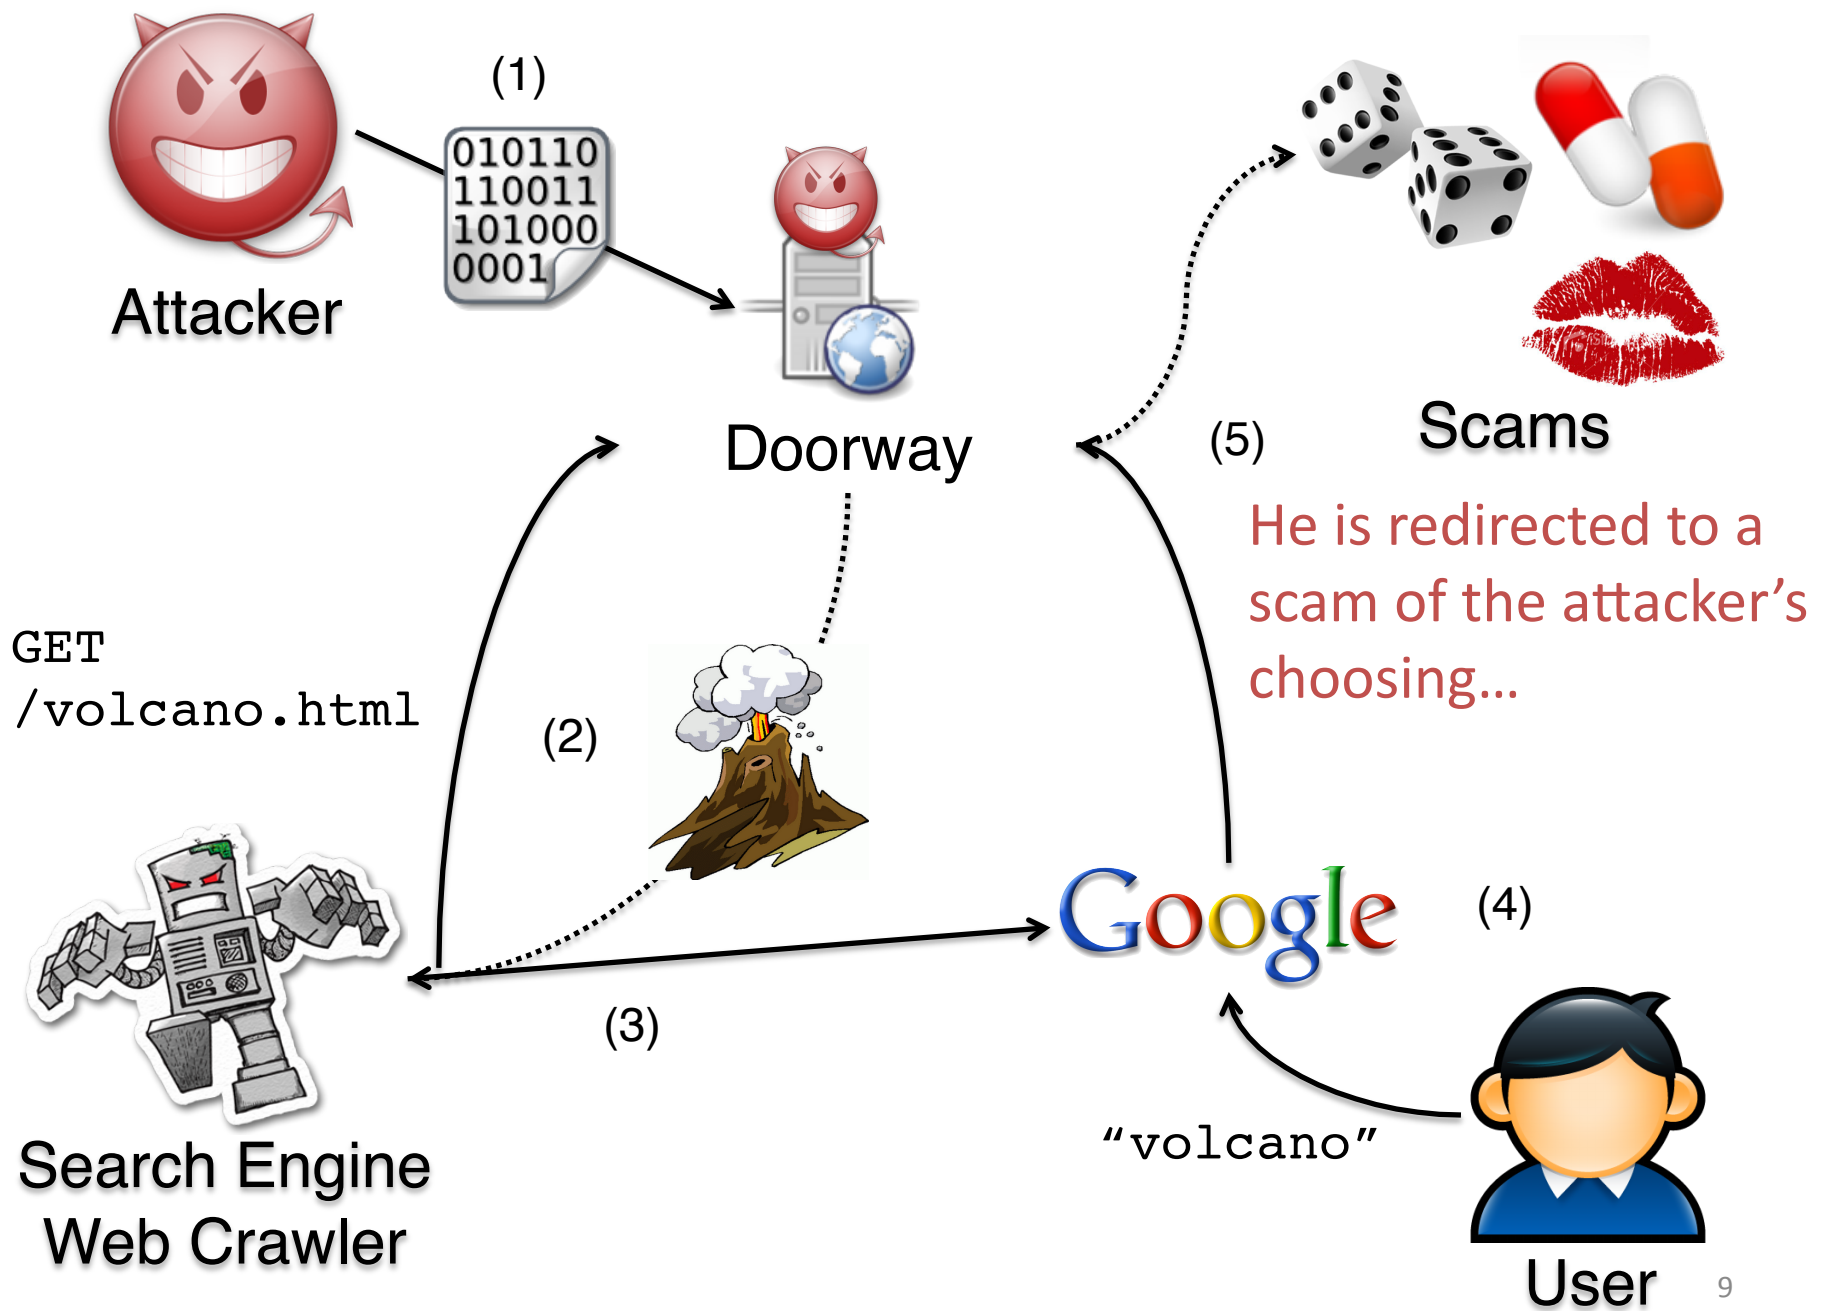 (1)
010110
110011
101000
0001
Attacker
Doorway
Scams
(5)
He is redirected to a
scam of the attacker's
choosing…
GET
/volcano.html
(2)
Google
(4)
(3)
"volcano"
Search Engine
Web Crawler
User
9